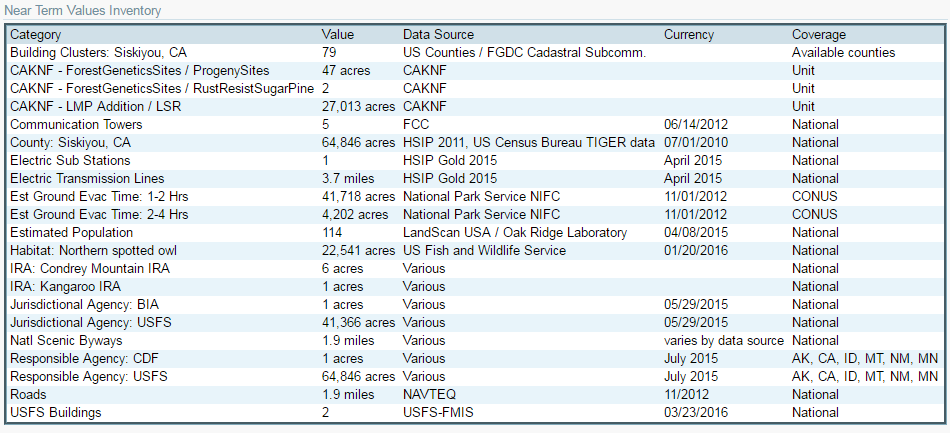 Near Term Values Inventory
Category Value Data Source Currency Coverage
Building Clusters: Siskiyou, CA 79 US Counties / FGDC Cadastral Subcomm. Available counties
CAKNF - ForestGeneticsSites / ProgenySites 47 acres CAKNF Unit
CAKNF - ForestGeneticsSites / RustResistSugarPine 2 CAKNF Unit
CAKNF - LMP Addition / LSR 27,013 acres CAKNF Unit
Communication Towers 5 FCC 06/14/2012 National
County: Siskiyou, CA 64,846 acres HSIP 2011, US Census Bureau TIGER data 07/01/2010 National
Electric Sub Stations 1 HSIP Gold 2015 April 2015 National
Electric Transmission Lines 3.7 miles HSIP Gold 2015 April 2015 National
Est Ground Evac Time: 1-2 Hrs 41,718 acres National Park Service NIFC 11/01/2012 CONUS
Est Ground Evac Time: 2-4 Hrs 4,202 acres National Park Service NIFC 11/01/2012 CONUS
Estimated Population 114 LandScan USA / Oak Ridge Laboratory 04/08/2015 National
Habitat: Northern spotted owl 22,541 acres US Fish and Wildlife Service 01/20/2016 National
IRA: Condrey Mountain IRA 6 acres Various National
IRA: Kangaroo IRA 1 acres Various National
Jurisdictional Agency: BIA 1 acres Various 05/29/2015 National
Jurisdictional Agency: USFS 41,366 acres Various 05/29/2015 National
Natl Scenic Byways 1.9 miles Various varies by data source National
Responsible Agency: CDF 1 acres Various July 2015 AK, CA, ID, MT, NM, MN
Responsible Agency: USFS 64,846 acres Various July 2015 AK, CA, ID, MT, NM, MN
Roads 1.9 miles NAVTEQ 11/2012 National
USFS Buildings 2 USFS-FMIS 03/23/2016 National